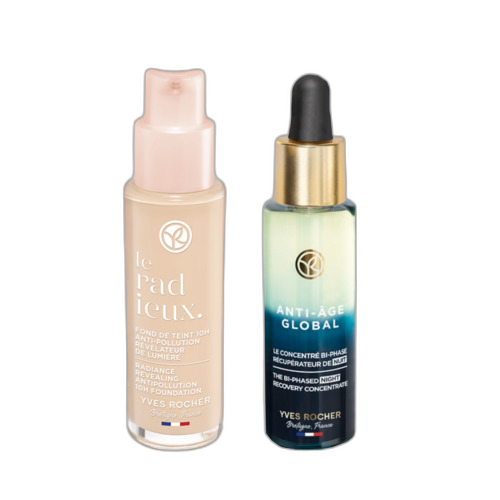 le
rad
ieux.
FOND DE TEINT 10H
ANTI-POLLUTION
RÉVÉLATEUR
DE LUMIÈRE
RADIANCE
REVEALING,
ANTIPOLLUTION,
10H FOUNDATION
YVES ROCHER
Bretagne, France
ANTI-ÂGE
GLOBAL
LE CONCENTRÉ BI-PHASE
RÉCUPÉRATEUR DE NUIT
THE BI-PHASED NIGHT
RECOVERY CONCENTRATE
YVES ROCHER
Bretagne, France